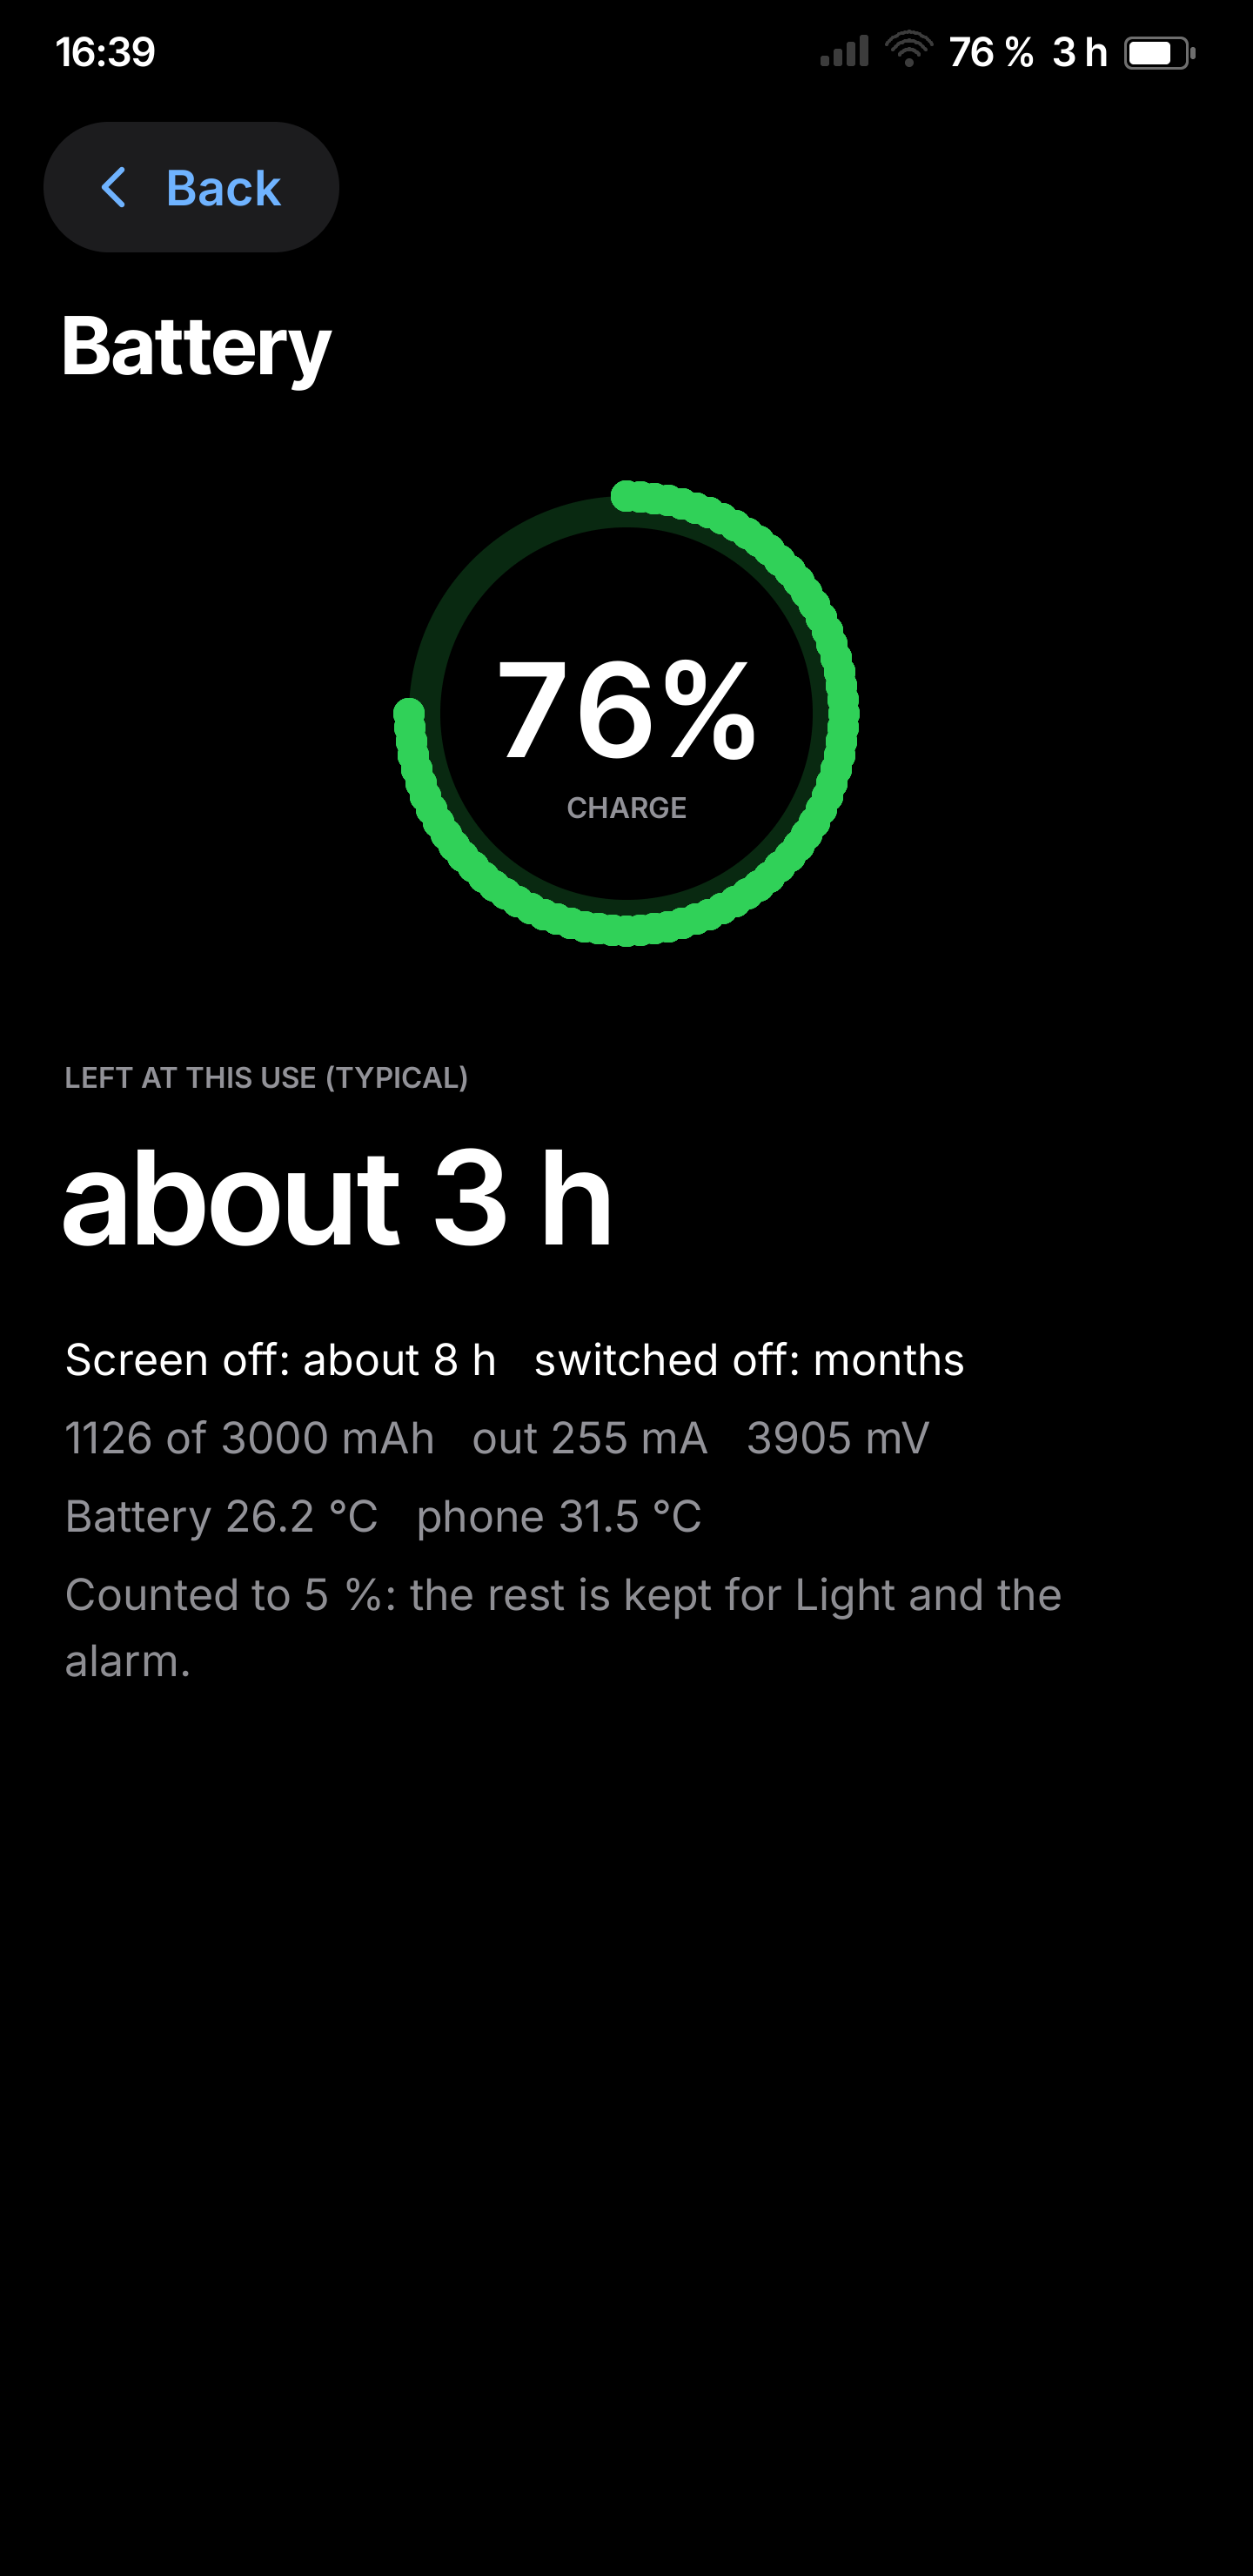 16:39
76 % 3 h
Back
Battery
76%
CHARGE
LEFT AT THIS USE (TYPICAL)
about 3 h
Screen off: about 8 h switched off: months
1126 of 3000 mAh out 255 mA 3905 mV
Battery 26.2 °C phone 31.5 °C
Counted to 5 %: the rest is kept for Light and the
alarm.